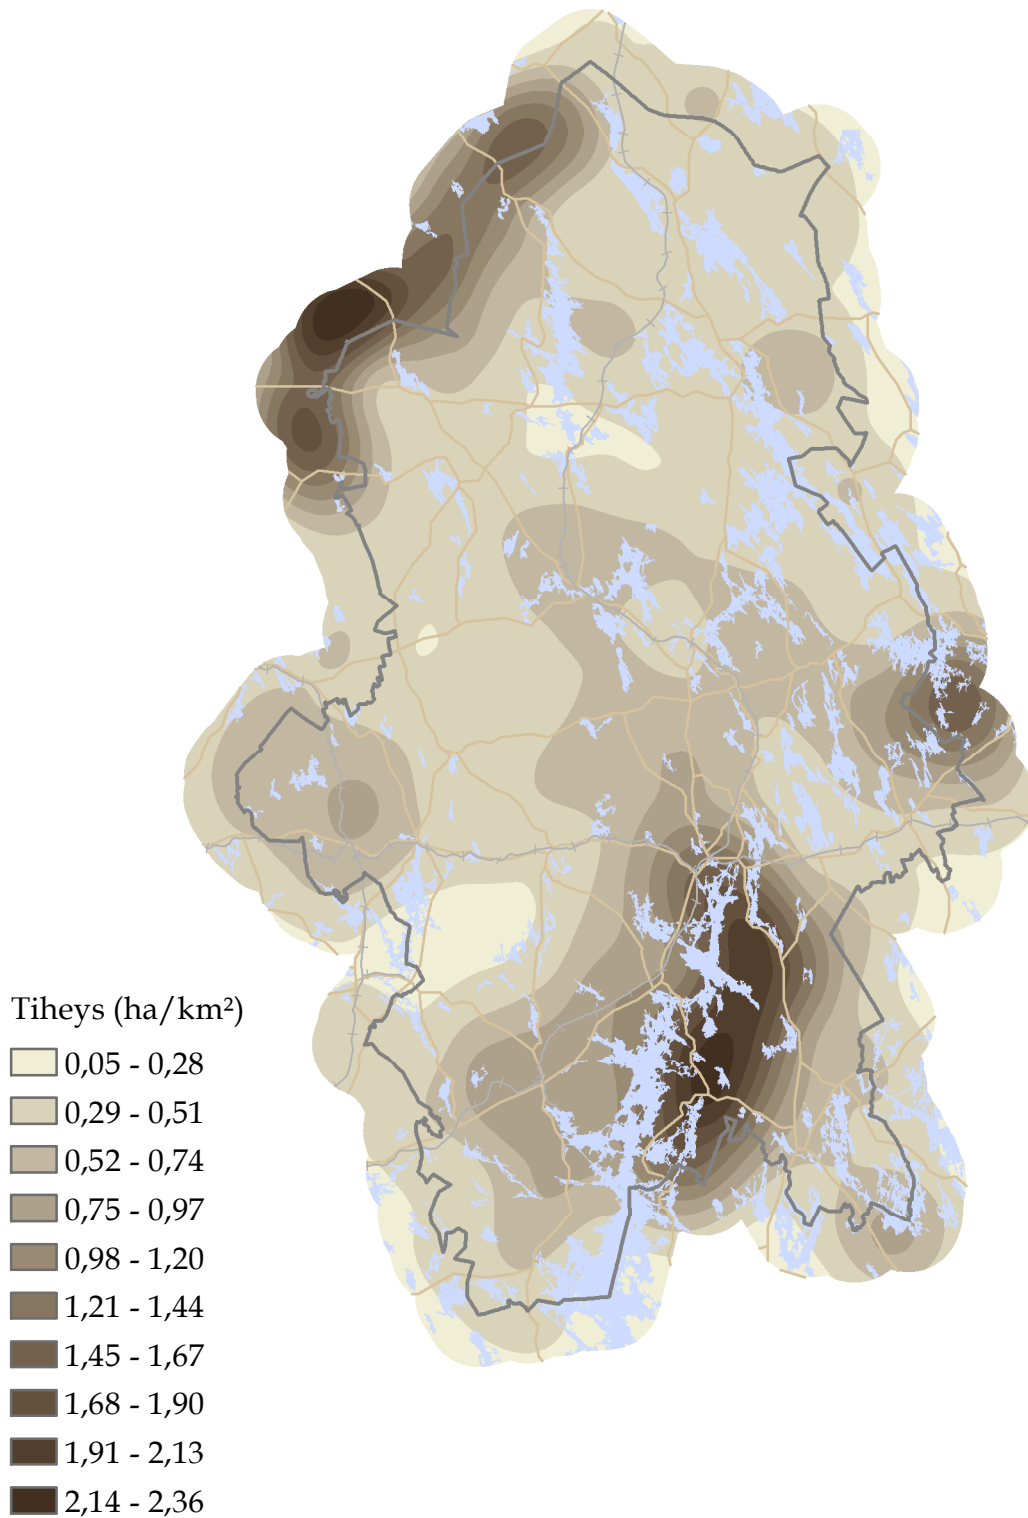 Tiheys (ha/km²)
0,05 - 0,28
0,29 - 0,51
0,52 - 0,74
0,75 - 0,97
0,98 - 1,20
1,21 - 1,44
1,45 - 1,67
1,68 - 1,90
1,91 - 2,13
2,14 - 2,36